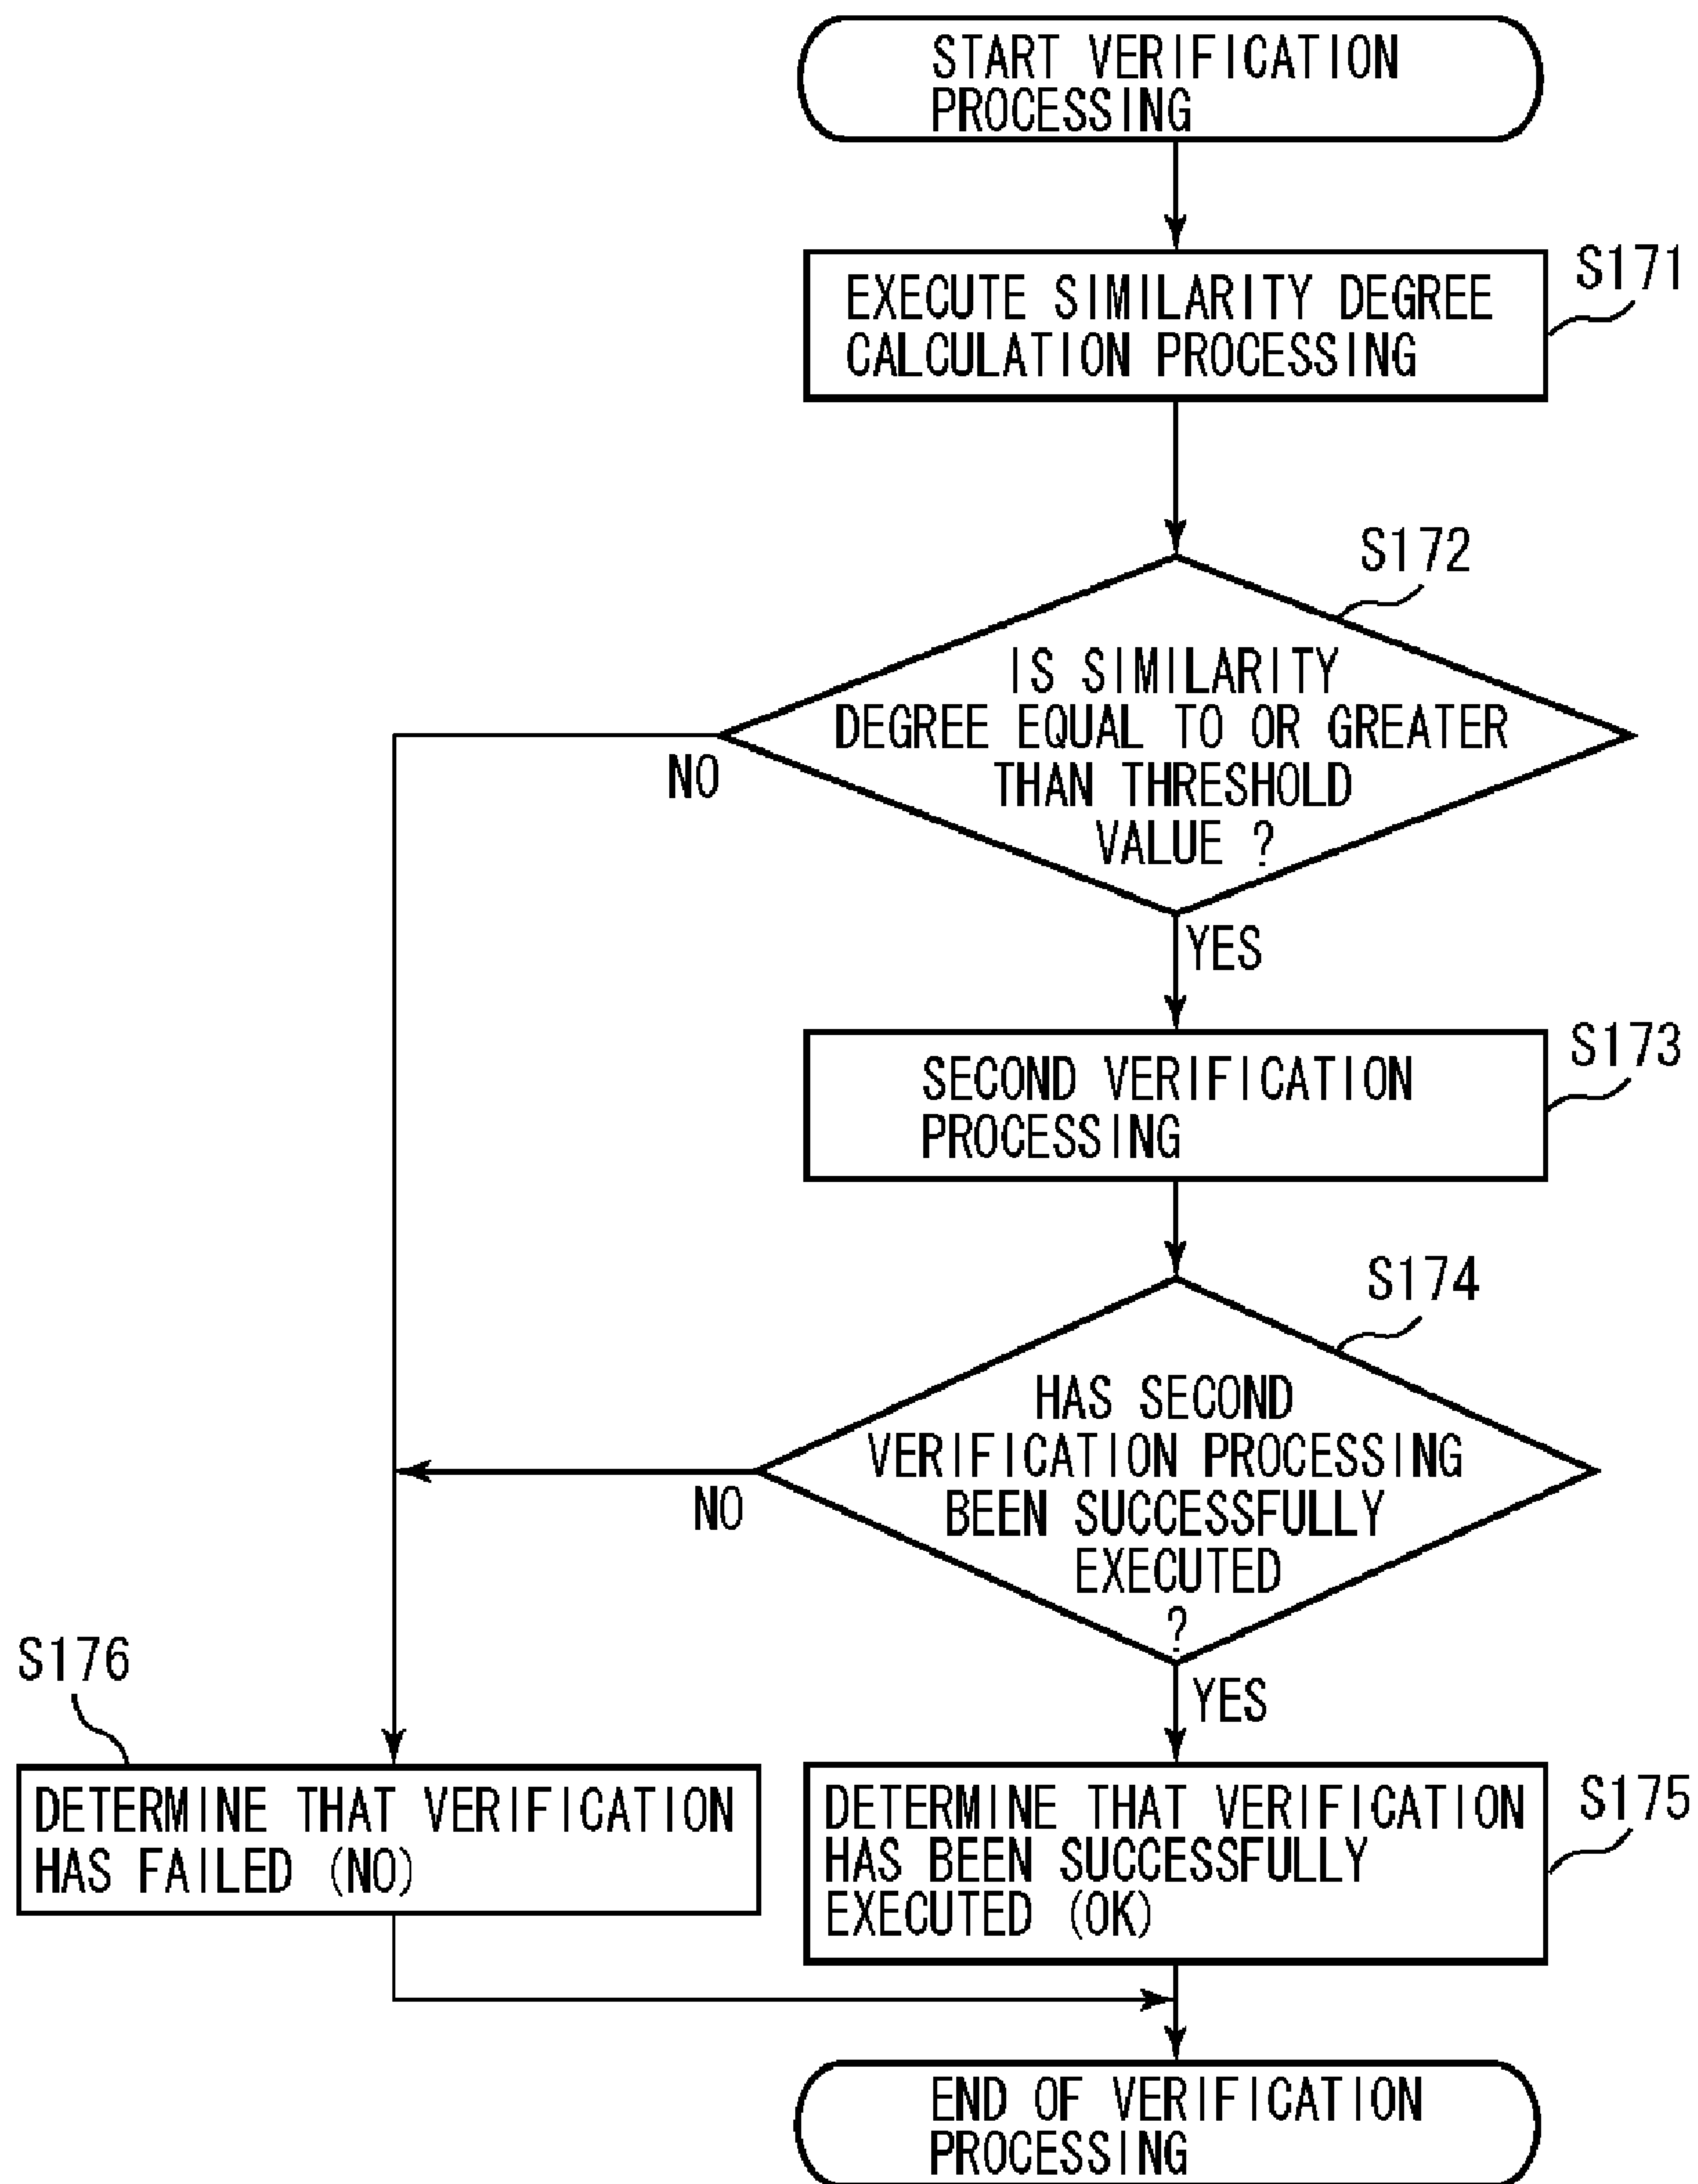 START VERIFICATION
PROCESSING
S171
EXECUTE SIMILARITY DEGREE
CALCULATION PROCESSING
S172
IS SIMILARITY
DEGREE EQUAL TO OR GREATER
THAN THRESHOLD
VALUE ?
NO
YES
S173
SECOND VERIFICATION
PROCESSING
S174
HAS SECOND
VERIFICATION PROCESSING
BEEN SUCCESSFULLY
EXECUTED
?
NO
YES
S176
DETERMINE THAT VERIFICATION
HAS FAILED (NO)
S175
DETERMINE THAT VERIFICATION
HAS BEEN SUCCESSFULLY
EXECUTED (OK)
END OF VERIFICATION
PROCESSING